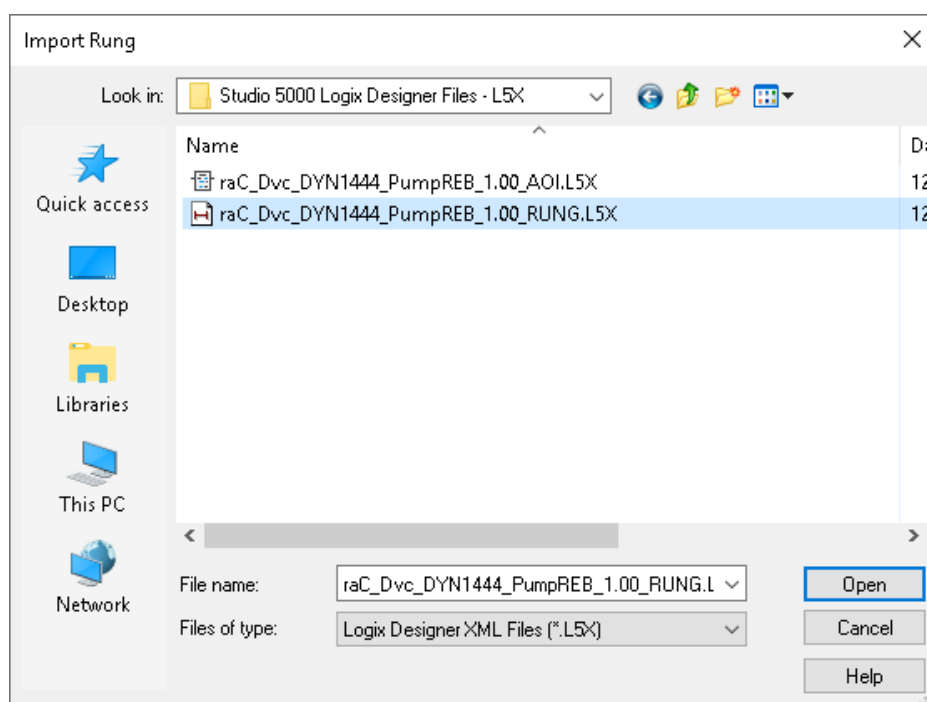 Import Rung
Look in: Studio 5000 Logix Designer Files - L5X
Name
raC_Dvc_DYN1444_PumpREB_1.00_AOI.L5X 12
raC_Dvc_DYN1444_PumpREB_1.00_RUNG.L5X 12
Quick access
Desktop
Libraries
This PC
Network
File name: raC_Dvc_DYN1444_PumpREB_1.00_RUNG.L Open
Files of type: Logix Designer XML Files (*.L5X) Cancel
Help